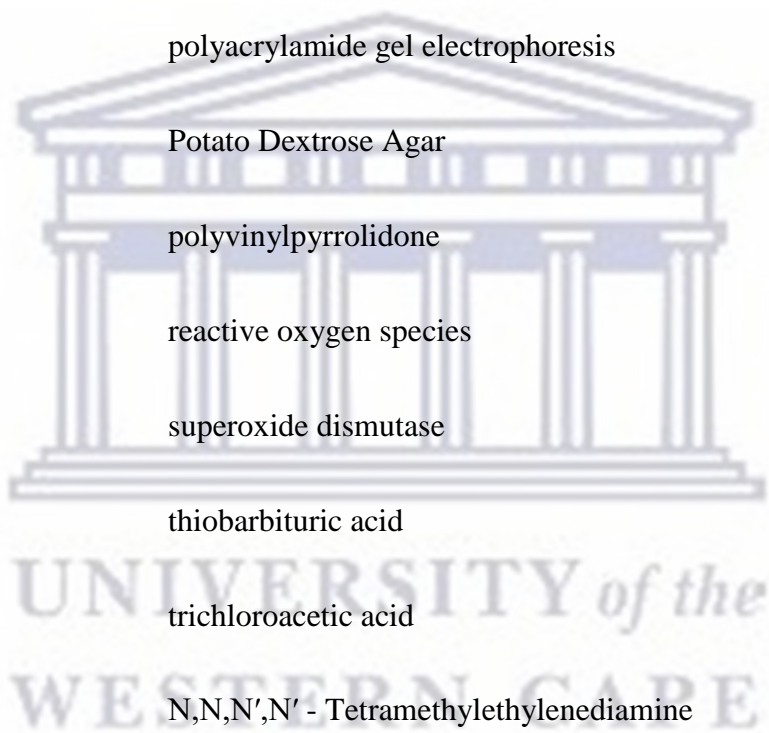 polyacrylamide gel electrophoresis
Potato Dextrose Agar
polyvinylpyrrolidone
reactive oxygen species
superoxide dismutase
thiobarbituric acid
UNIVERSITY of the
trichloroacetic acid
WESTERN CAPE
N,N,N′,N′ - Tetramethylethylenediamine